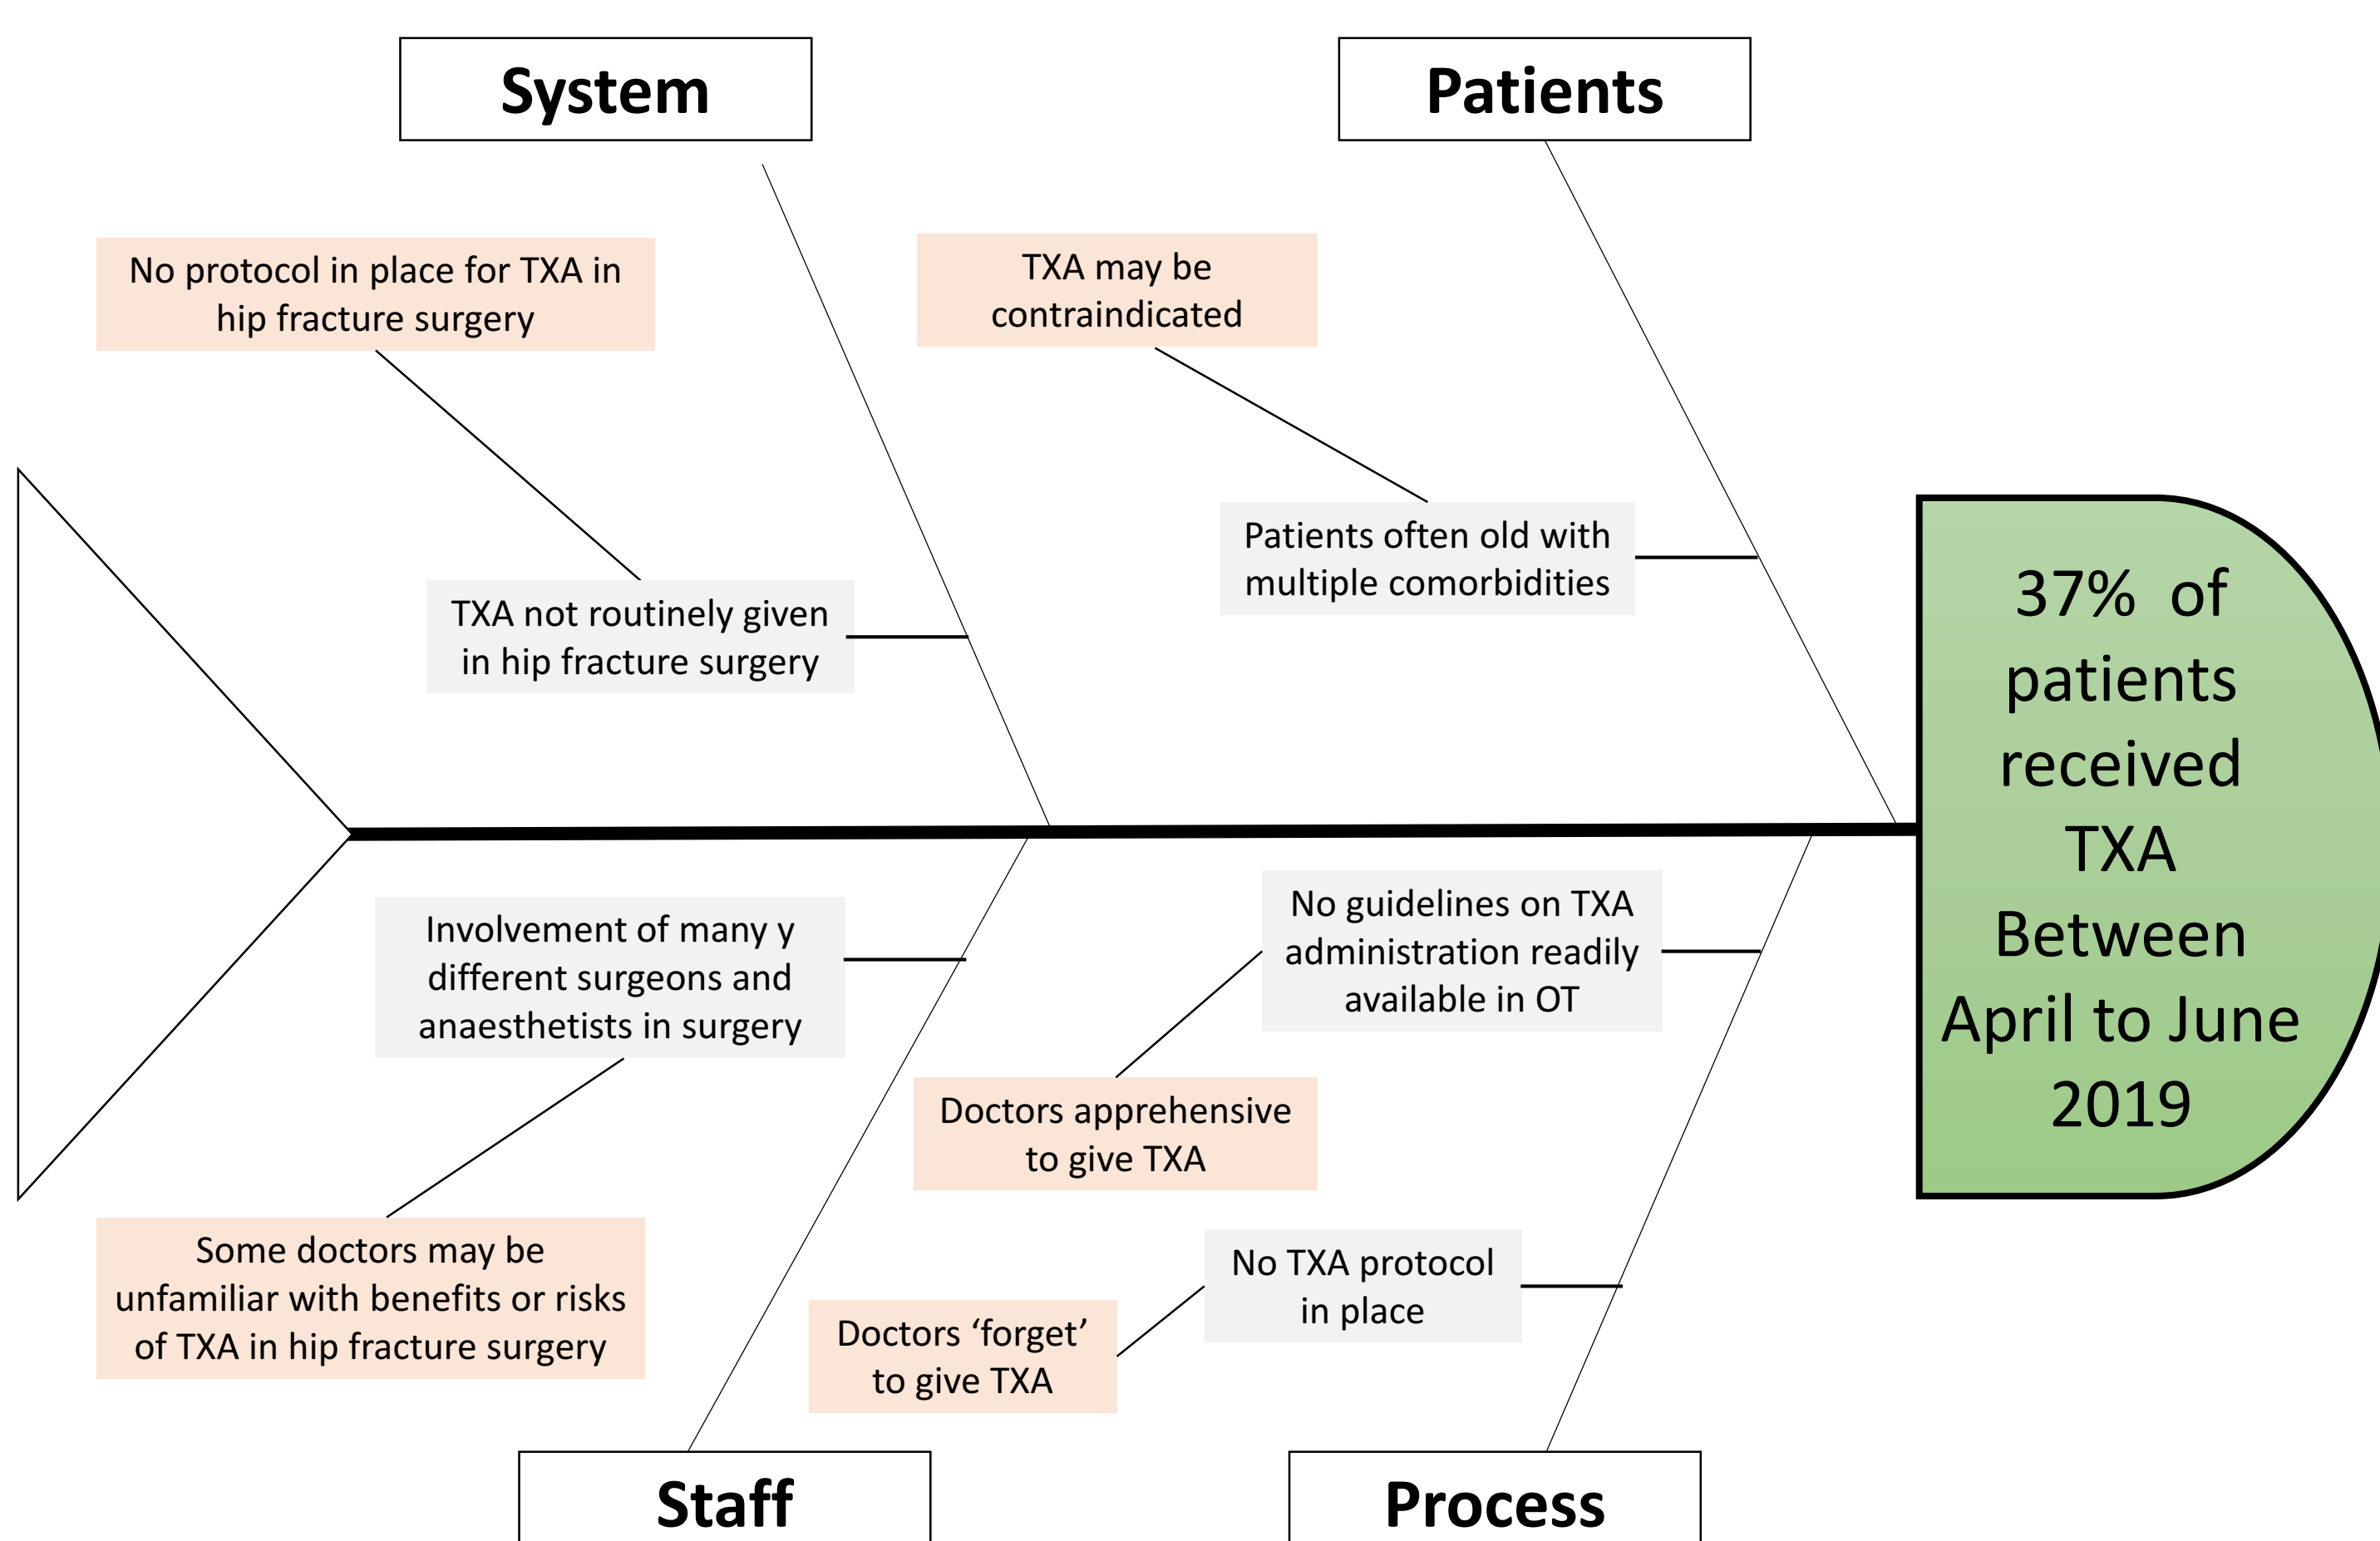 System
Patients
No protocol in place for TXA in
hip fracture surgery
TXA may be
contraindicated
Patients often old with
multiple comorbidities
TXA not routinely given
in hip fracture surgery
37%  of
patients
received
TXA
Between
April to June
2019
Involvement of many y
different surgeons and
anaesthetists in surgery
No guidelines on TXA
administration readily
available in OT
Doctors apprehensive
to give TXA
Some doctors may be
unfamiliar with benefits or risks
of TXA in hip fracture surgery
No TXA protocol
in place
Doctors ‘forget’
to give TXA
Staff
Process